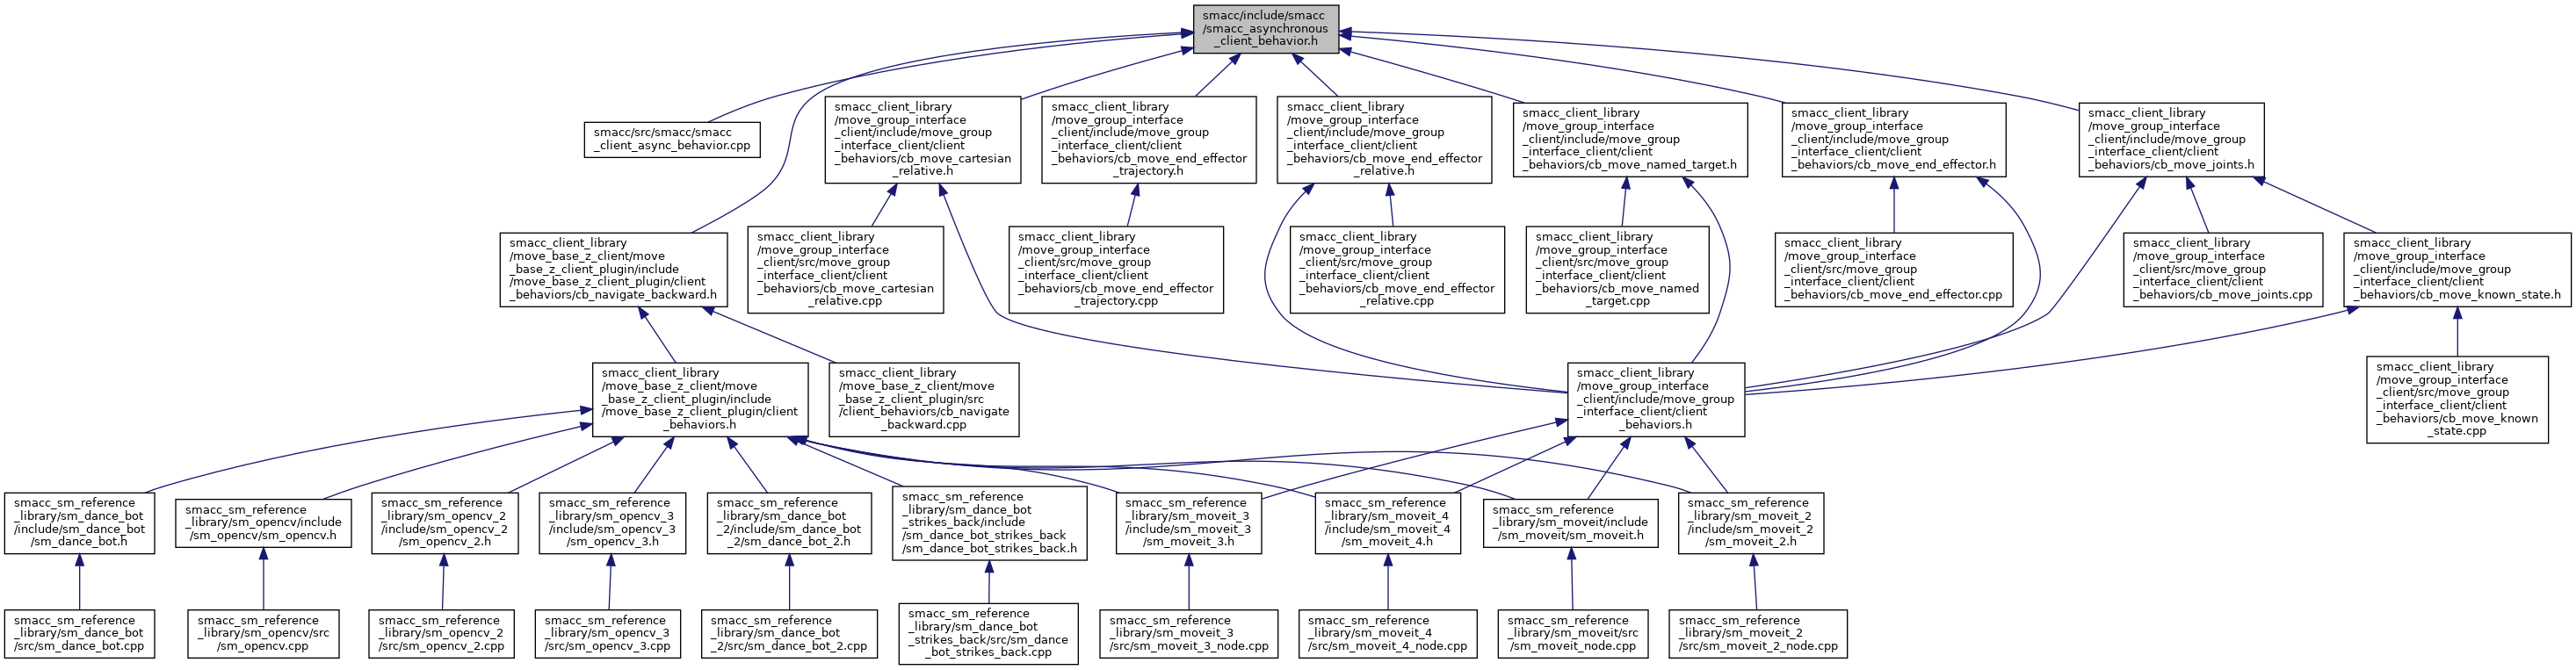 smacc/include/smacc
/smacc_asynchronous
_client_behavior.h
smacc/src/smacc/smacc
_client_async_behavior.cpp
smacc_client_library
/move_group_interface
_client/include/move_group
_interface_client/client
_behaviors/cb_move_cartesian
_relative.h
smacc_client_library
/move_group_interface
_client/include/move_group
_interface_client/client
_behaviors/cb_move_end_effector
_trajectory.h
smacc_client_library
/move_group_interface
_client/include/move_group
_interface_client/client
_behaviors/cb_move_end_effector
_relative.h
smacc_client_library
/move_group_interface
_client/include/move_group
_interface_client/client
_behaviors/cb_move_named_target.h
smacc_client_library
/move_group_interface
_client/include/move_group
_interface_client/client
_behaviors/cb_move_end_effector.h
smacc_client_library
/move_group_interface
_client/include/move_group
_interface_client/client
_behaviors/cb_move_joints.h
smacc_client_library
/move_base_z_client/move
_base_z_client_plugin/include
/move_base_z_client_plugin/client
_behaviors/cb_navigate_backward.h
smacc_client_library
/move_group_interface
_client/src/move_group
_interface_client/client
_behaviors/cb_move_cartesian
_relative.cpp
smacc_client_library
/move_group_interface
_client/src/move_group
_interface_client/client
_behaviors/cb_move_end_effector
_trajectory.cpp
smacc_client_library
/move_group_interface
_client/src/move_group
_interface_client/client
_behaviors/cb_move_end_effector
_relative.cpp
smacc_client_library
/move_group_interface
_client/src/move_group
_interface_client/client
_behaviors/cb_move_named
_target.cpp
smacc_client_library
/move_group_interface
_client/src/move_group
_interface_client/client
_behaviors/cb_move_end_effector.cpp
smacc_client_library
/move_group_interface
_client/src/move_group
_interface_client/client
_behaviors/cb_move_joints.cpp
smacc_client_library
/move_group_interface
_client/include/move_group
_interface_client/client
_behaviors/cb_move_known_state.h
smacc_client_library
/move_base_z_client/move
_base_z_client_plugin/include
/move_base_z_client_plugin/client
_behaviors.h
smacc_client_library
/move_base_z_client/move
_base_z_client_plugin/src
/client_behaviors/cb_navigate
_backward.cpp
smacc_client_library
/move_group_interface
_client/include/move_group
_interface_client/client
_behaviors.h
smacc_client_library
/move_group_interface
_client/src/move_group
_interface_client/client
_behaviors/cb_move_known
_state.cpp
smacc_sm_reference
_library/sm_dance_bot
/include/sm_dance_bot
/sm_dance_bot.h
smacc_sm_reference
_library/sm_opencv/include
/sm_opencv/sm_opencv.h
smacc_sm_reference
_library/sm_opencv_2
/include/sm_opencv_2
/sm_opencv_2.h
smacc_sm_reference
_library/sm_opencv_3
/include/sm_opencv_3
/sm_opencv_3.h
smacc_sm_reference
_library/sm_dance_bot
_2/include/sm_dance_bot
_2/sm_dance_bot_2.h
smacc_sm_reference
_library/sm_dance_bot
_strikes_back/include
/sm_dance_bot_strikes_back
/sm_dance_bot_strikes_back.h
smacc_sm_reference
_library/sm_moveit_3
/include/sm_moveit_3
/sm_moveit_3.h
smacc_sm_reference
_library/sm_moveit_4
/include/sm_moveit_4
/sm_moveit_4.h
smacc_sm_reference
_library/sm_moveit/include
/sm_moveit/sm_moveit.h
smacc_sm_reference
_library/sm_moveit_2
/include/sm_moveit_2
/sm_moveit_2.h
smacc_sm_reference
_library/sm_dance_bot
/src/sm_dance_bot.cpp
smacc_sm_reference
_library/sm_opencv/src
/sm_opencv.cpp
smacc_sm_reference
_library/sm_opencv_2
/src/sm_opencv_2.cpp
smacc_sm_reference
_library/sm_opencv_3
/src/sm_opencv_3.cpp
smacc_sm_reference
_library/sm_dance_bot
_2/src/sm_dance_bot_2.cpp
smacc_sm_reference
_library/sm_dance_bot
_strikes_back/src/sm_dance
_bot_strikes_back.cpp
smacc_sm_reference
_library/sm_moveit_3
/src/sm_moveit_3_node.cpp
smacc_sm_reference
_library/sm_moveit_4
/src/sm_moveit_4_node.cpp
smacc_sm_reference
_library/sm_moveit/src
/sm_moveit_node.cpp
smacc_sm_reference
_library/sm_moveit_2
/src/sm_moveit_2_node.cpp